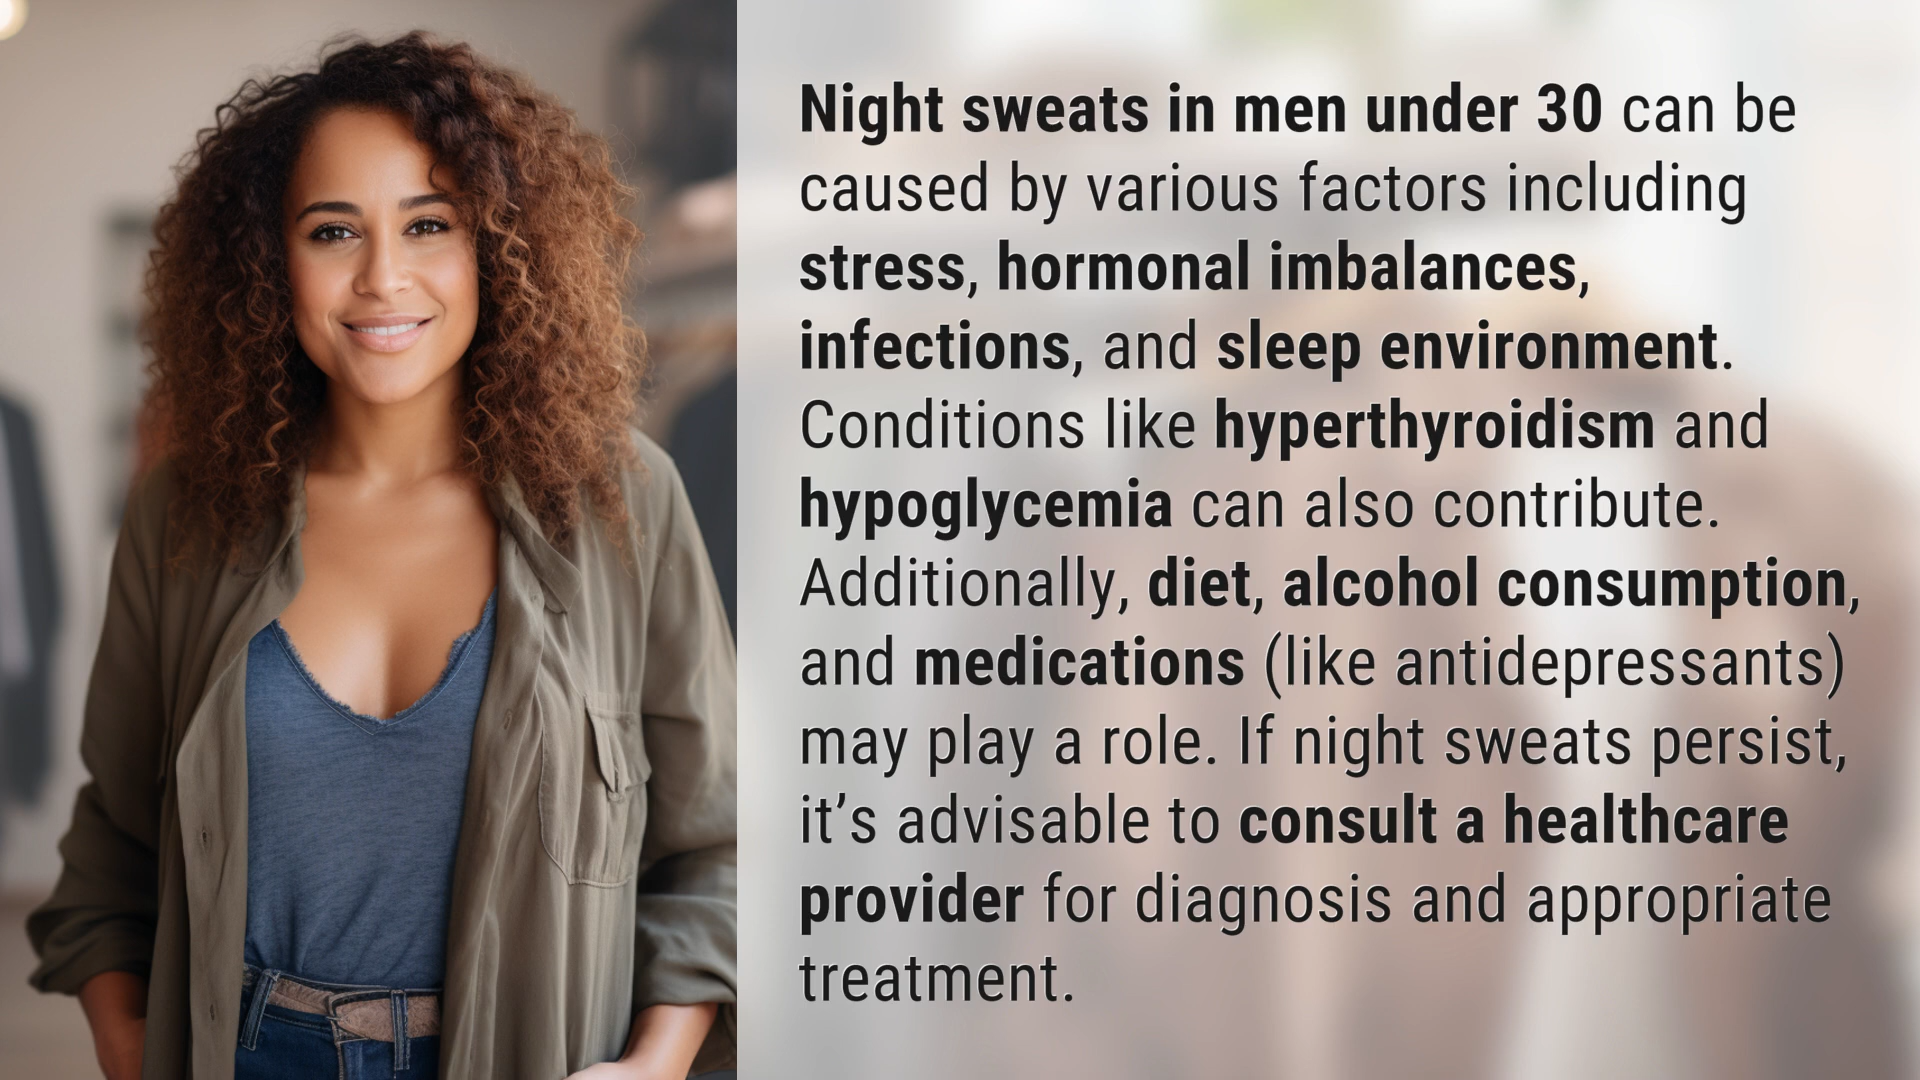 Night sweats in men under 30 can be
caused by various factors including
stress, hormonal imbalances,
infections, and sleep environment.
Conditions like hyperthyroidism and
hypoglycemia can also contribute.
Additionally, diet, alcohol consumption,
and medications (like antidepressants)
may play a role. If night sweats persist,
it’s advisable to consult a healthcare
provider for diagnosis and appropriate
treatment.